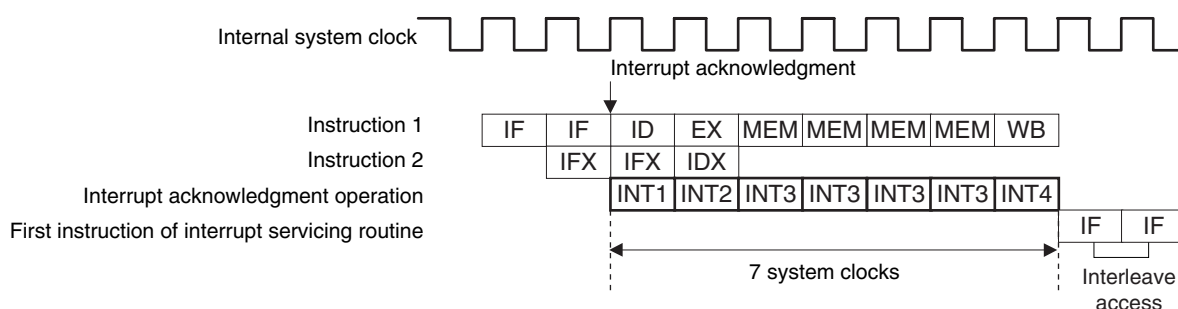 Internal system clock
Interrupt acknowledgment
Instruction 1 IF IF ID EX MEM MEM MEM MEM WB
Instruction 2 IFX IFX IDX
Interrupt acknowledgment operation INT1 INT2 INT3 INT3 INT3 INT3 INT4
First instruction of interrupt servicing routine IF IF
7 system clocks
Interleave
access